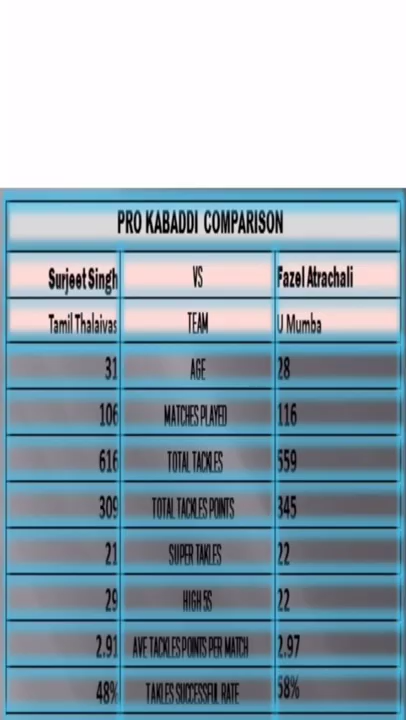 PRO KABADDI COMPARISON
Surjeet Singh VS Fazel Atrachali
Tamil Thalaivas TEAM U Mumba
31 AGE 28
106 MATCHES PLAYED 116
616 TOTAL TACKLES 559
309 TOTAL TACKLES POINTS 345
21 SUPER TAKLES 22
29 HIGH 5S 22
2.91 AVE TACKLES POINTS PER MATCH 2.97
48% TAKLES SUCCESSFUL RATE 58%